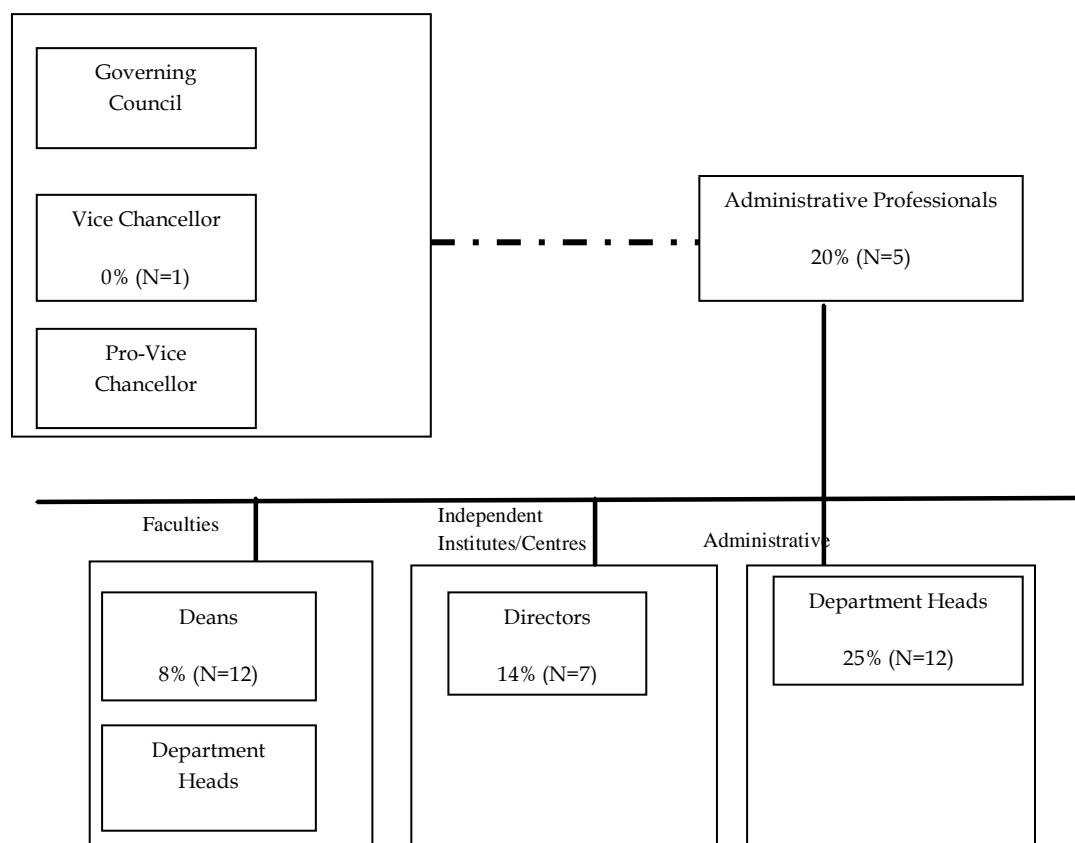 Governing
Council
Vice Chancellor
0% (N=1)
Pro-Vice
Chancellor
Administrative Professionals
20% (N=5)
Faculties
Independent
Institutes/Centres
Administrative
Deans
8% (N=12)
Department
Heads
Directors
14% (N=7)
Department Heads
25% (N=12)